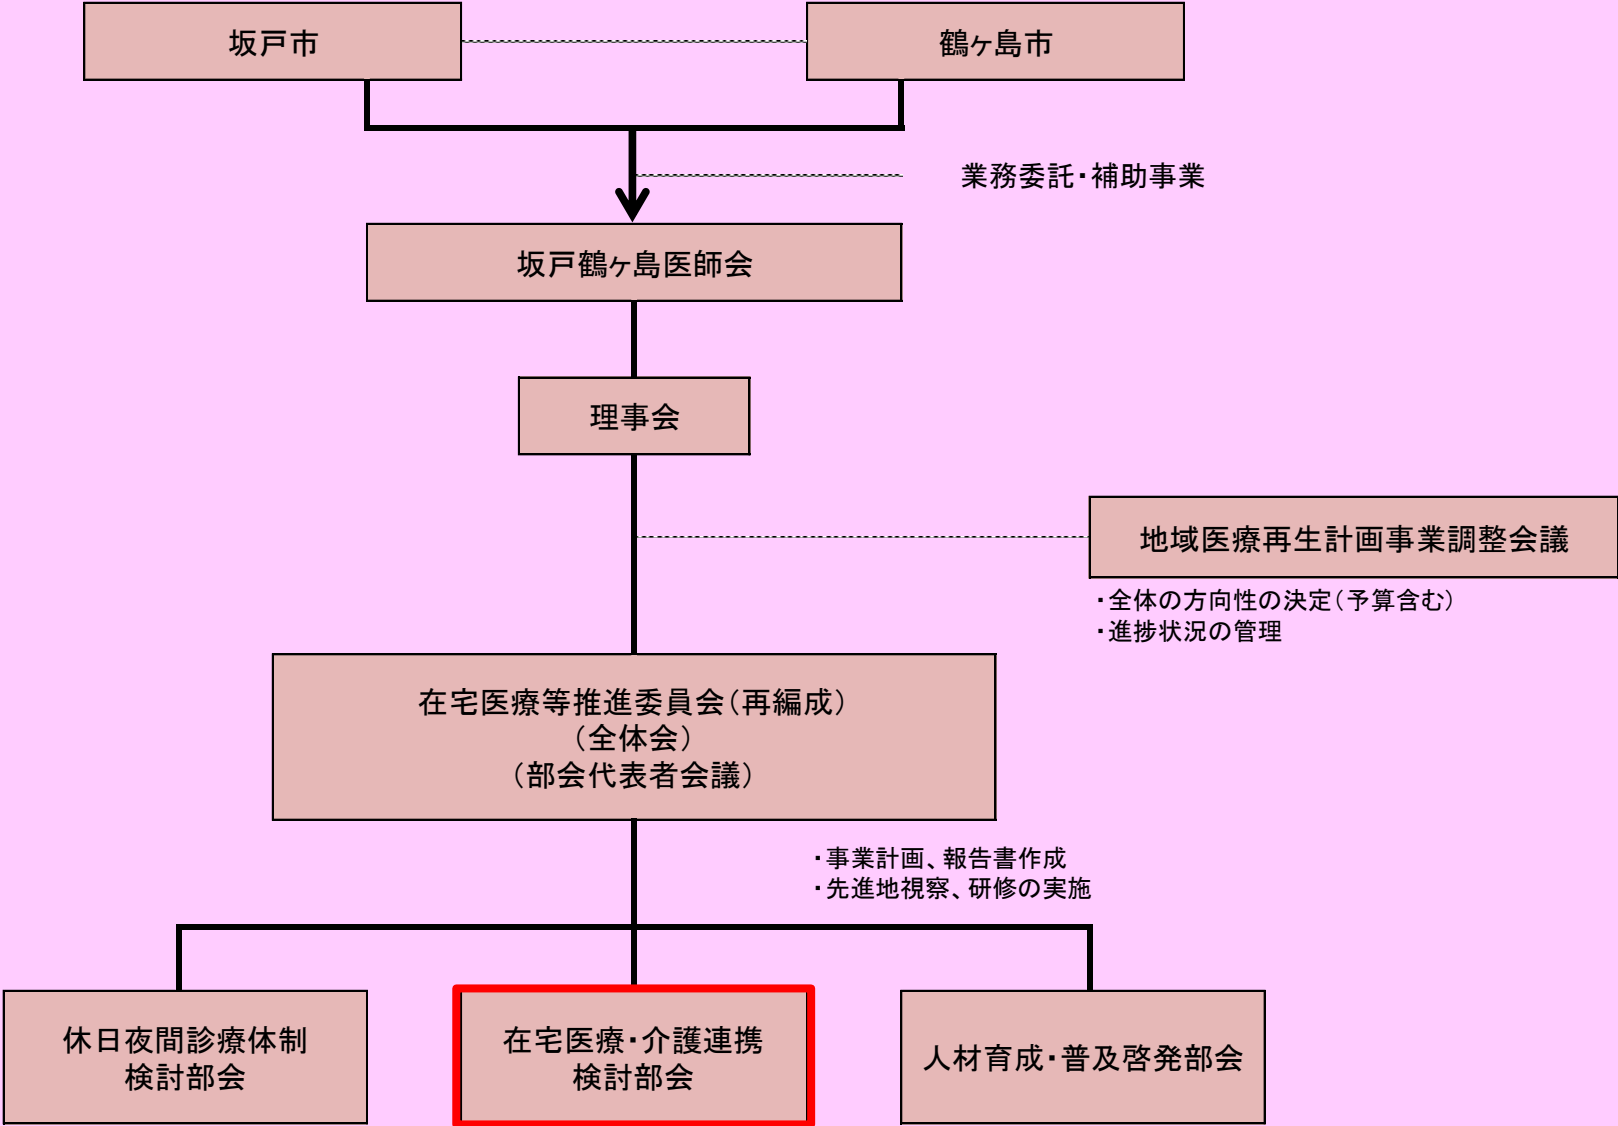 坂戸市
鶴ヶ島市
業務委託・補助事業
坂戸鶴ヶ島医師会
理事会
地域医療再生計画事業調整会議
・全体の方向性の決定（予算含む）
・進捗状況の管理
在宅医療等推進委員会（再編成）
（全体会）
（部会代表者会議）
・事業計画、報告書作成
・先進地視察、研修の実施
休日夜間診療体制
検討部会
在宅医療・介護連携
検討部会
人材育成・普及啓発部会